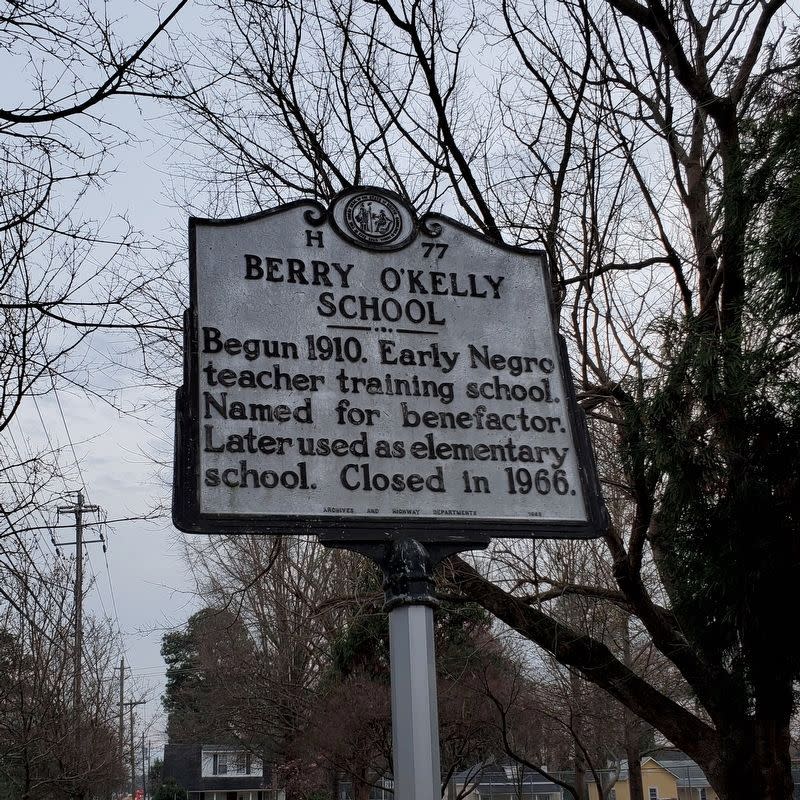 H 77
BERRY O'KELLY
SCHOOL
Begun 1910. Early Negro
teacher training school.
Named for benefactor.
Later used as elementary
school. Closed in 1966.
ARCHIVES AND HIGHWAY DEPARTMENTS